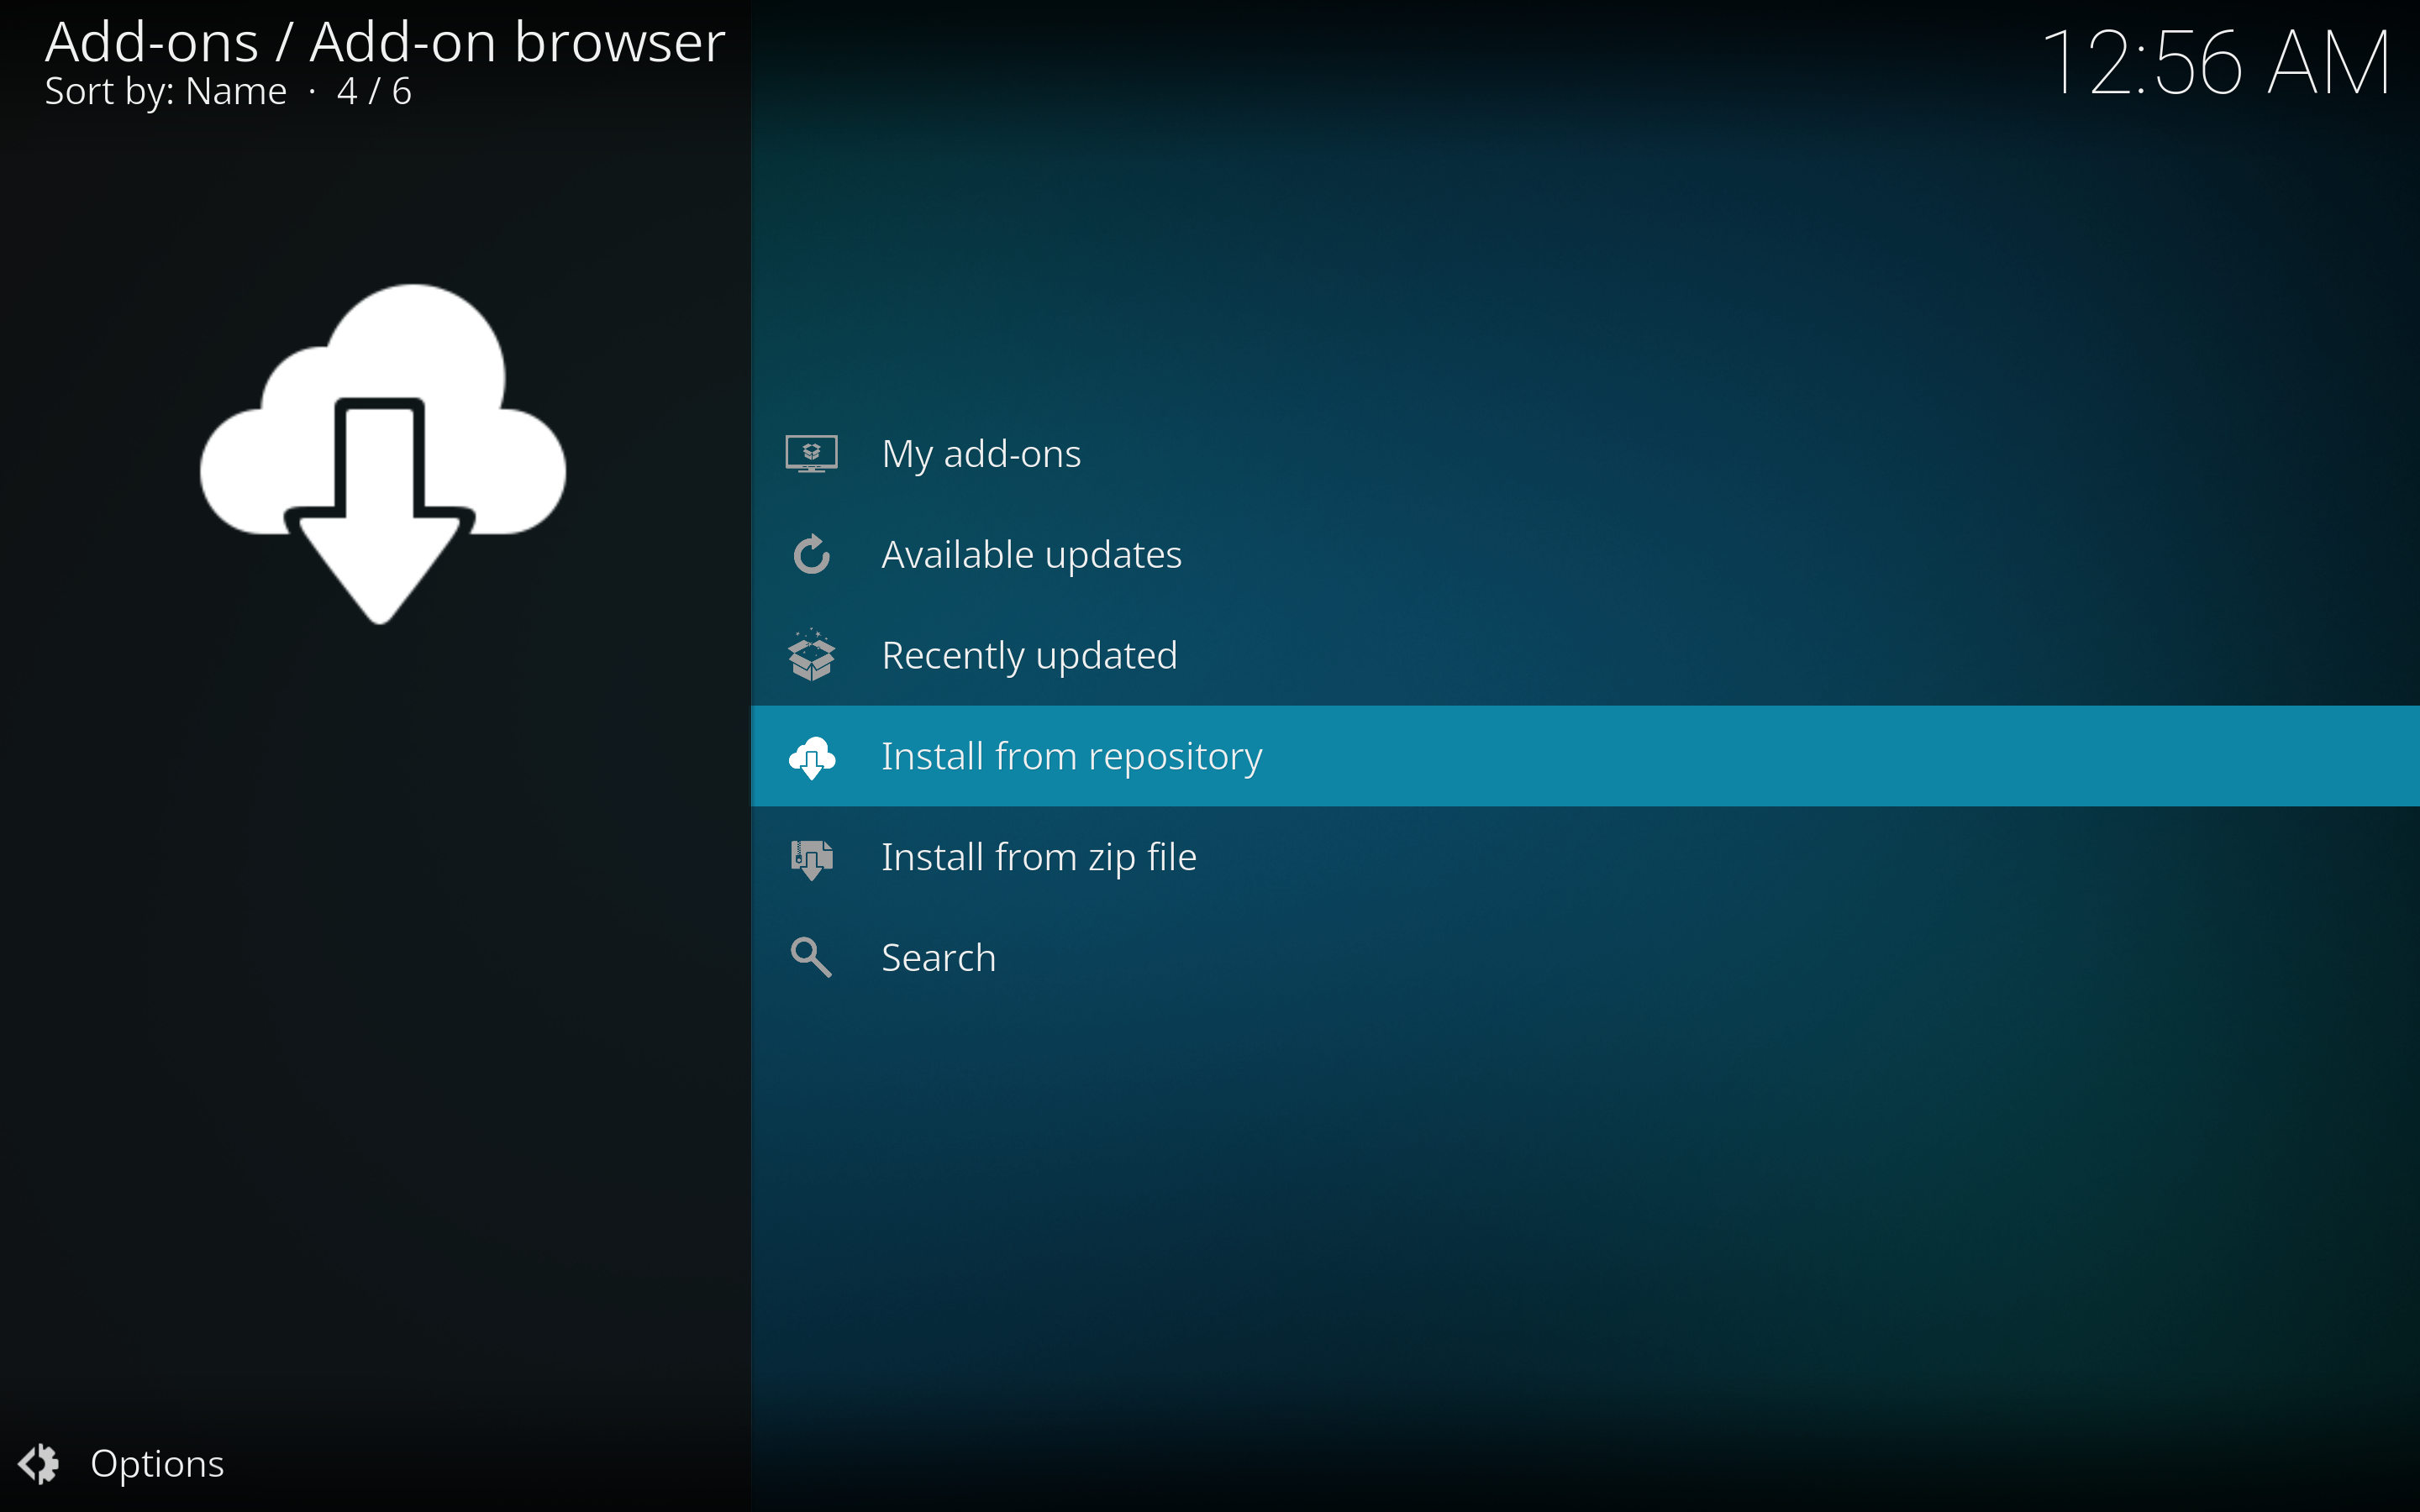 Add-ons / Add-on browser
Sort by: Name · 4 / 6
12:56 AM
My add-ons
Available updates
Recently updated
Install from repository
Install from zip file
Search
Options